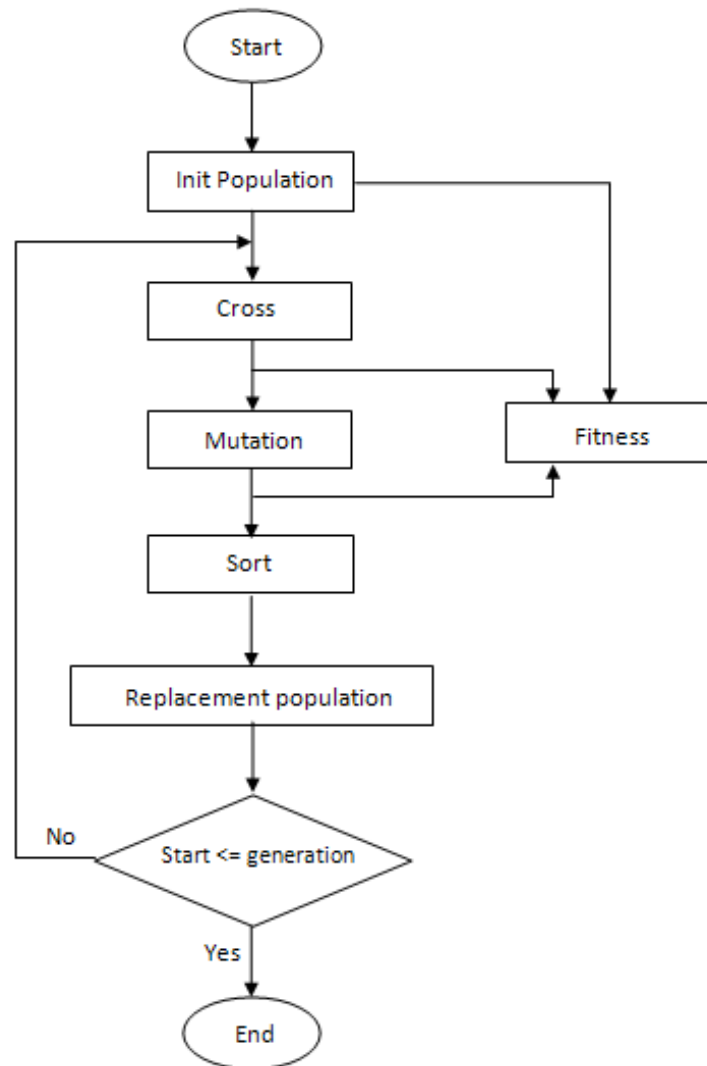 Start
Init Population
Cross
Mutation
Fitness
Sort
Replacement population
Start <= generation
No
Yes
End